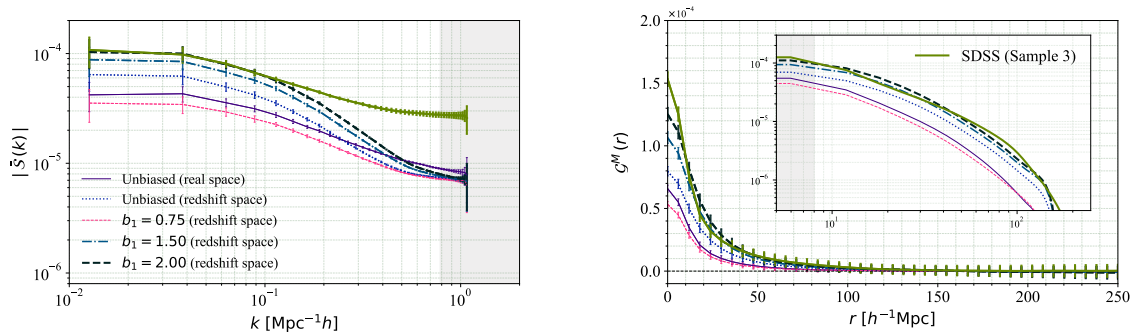 | s̄(k) |
10⁻⁴
10⁻⁵
10⁻⁶
Unbiased (real space)
Unbiased (redshift space)
b₁ = 0.75 (redshift space)
b₁ = 1.50 (redshift space)
b₁ = 2.00 (redshift space)
10⁻² 10⁻¹ 10⁰
k [Mpc⁻¹h]
×10⁻⁴
𝒢ᴹ(r)
2.0
1.5
1.0
0.5
0.0
SDSS (Sample 3)
10⁻⁴
10⁻⁵
10⁻⁶
10¹ 10²
0 50 100 150 200 250
r [h⁻¹Mpc]